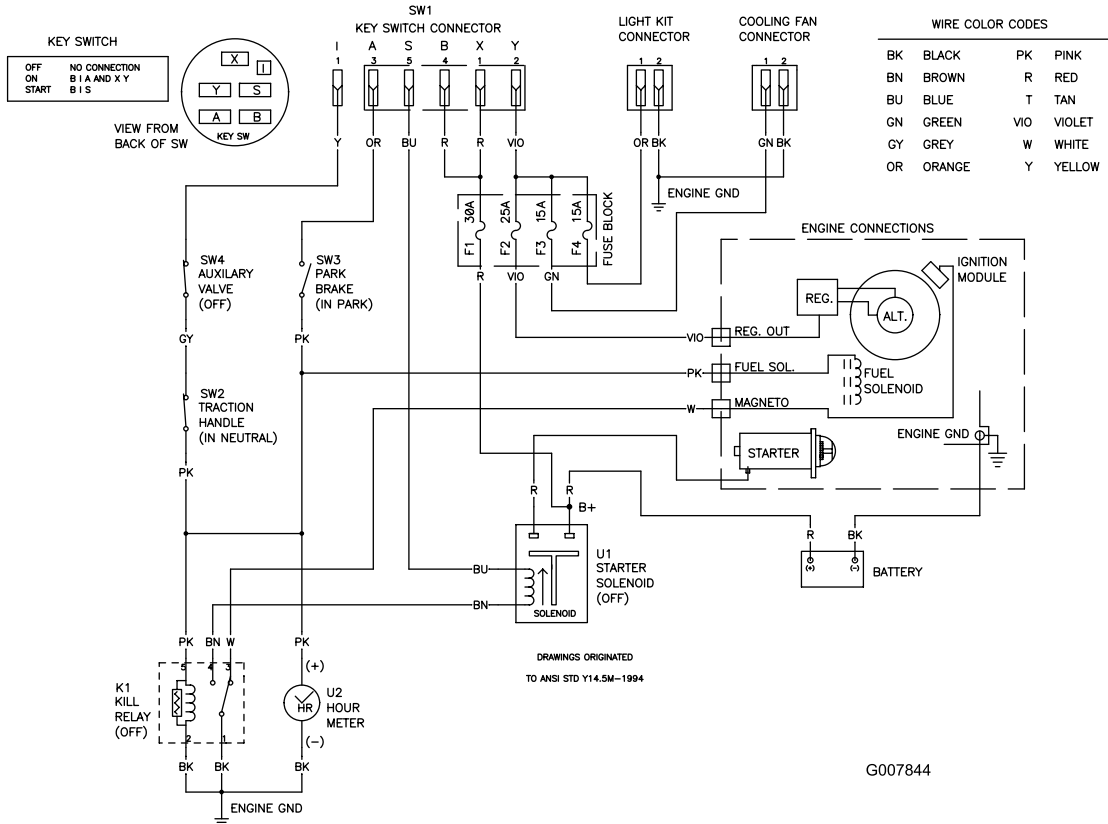 SW1
KEY SWITCH CONNECTOR
I A S B X Y
1 3 5 4 1 2
Y OR BU R R VIO
KEY SWITCH
OFF NO CONNECTION
ON B I A AND X Y
START B I S
X
I
Y S
A B
KEY SW
VIEW FROM
BACK OF SW
LIGHT KIT
CONNECTOR
1 2
OR BK
COOLING FAN
CONNECTOR
1 2
GN BK
ENGINE GND
WIRE COLOR CODES
BK BLACK PK PINK
BN BROWN R RED
BU BLUE T TAN
GN GREEN VIO VIOLET
GY GREY W WHITE
OR ORANGE Y YELLOW
F1 30A
F2 25A
F3 15A
F4 15A
FUSE BLOCK
R VIO GN
SW4
AUXILARY
VALVE
(OFF)
GY
SW3
PARK
BRAKE
(IN PARK)
PK
SW2
TRACTION
HANDLE
(IN NEUTRAL)
PK
ENGINE CONNECTIONS
IGNITION
MODULE
REG.
ALT.
VIO REG. OUT
PK FUEL SOL.
FUEL
SOLENOID
W MAGNETO
ENGINE GND
STARTER
R R
B+
U1
STARTER
SOLENOID
(OFF)
SOLENOID
BU
BN
R BK
(+) (-)
BATTERY
DRAWINGS ORIGINATED
TO ANSI STD Y14.5M-1994
PK BN W PK
5 4 3
K1
KILL
RELAY
(OFF)
2 1
(+)
HR
U2
HOUR
METER
(-)
BK BK BK
ENGINE GND
G007844